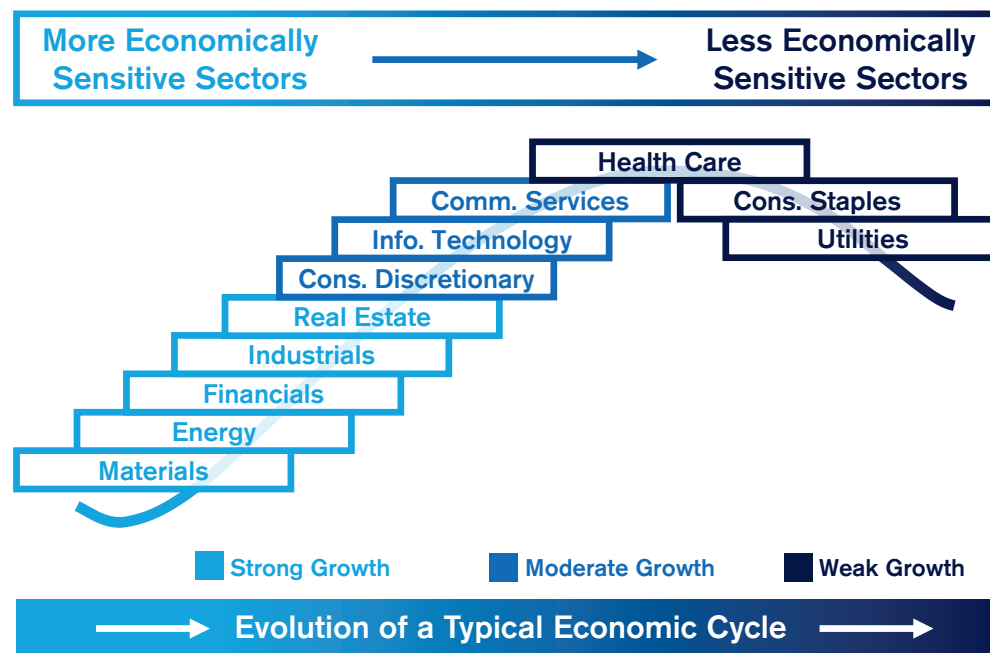 More Economically
Sensitive Sectors
Less Economically
Sensitive Sectors
Health Care
Comm. Services
Cons. Staples
Info. Technology
Utilities
Cons. Discretionary
Real Estate
Industrials
Financials
Energy
Materials
Strong Growth
Moderate Growth
Weak Growth
Evolution of a Typical Economic Cycle